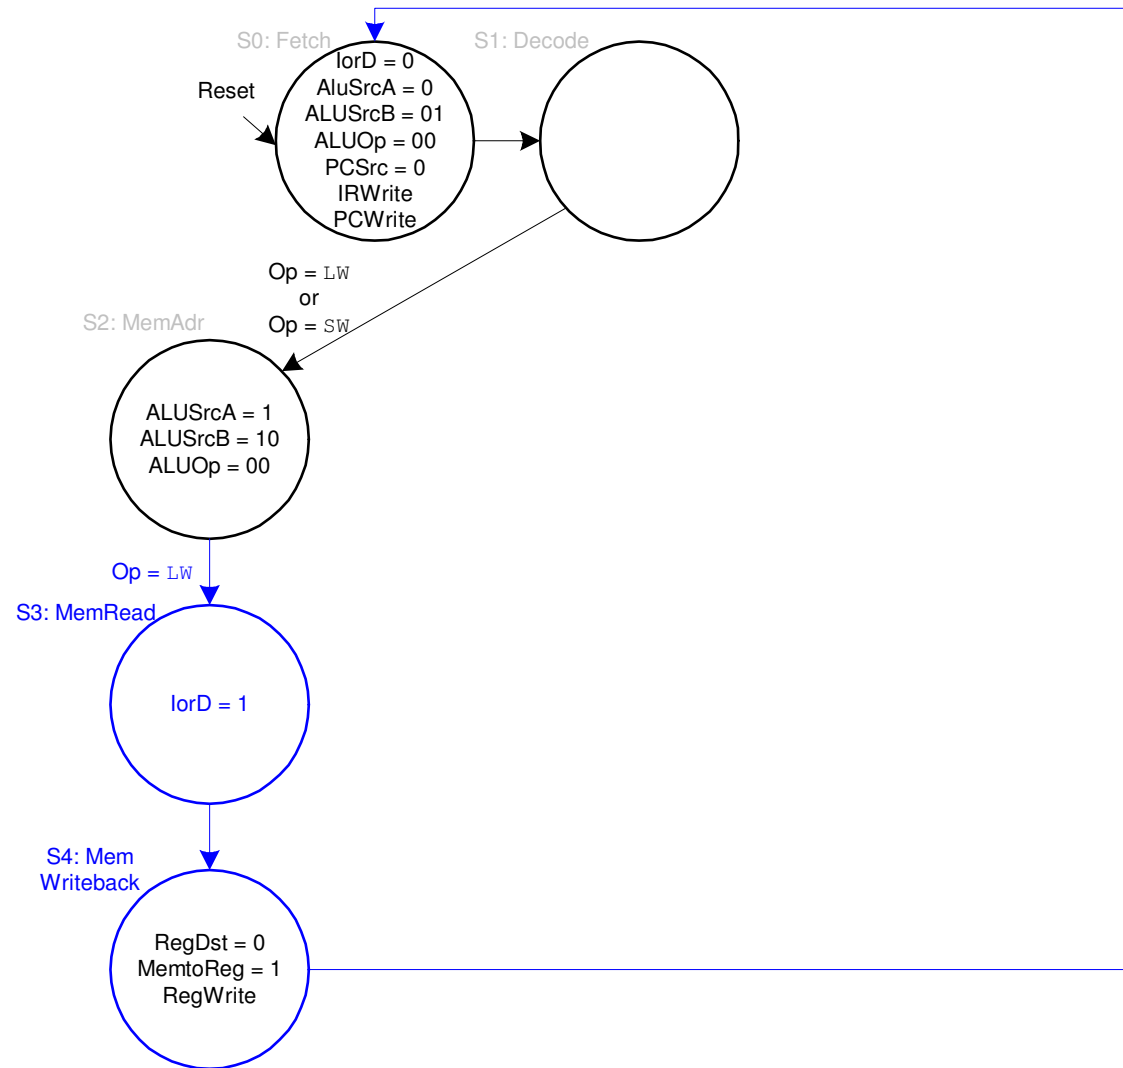 S0: Fetch
S1: Decode
Reset
IorD = 0
AluSrcA = 0
ALUSrcB = 01
ALUOp = 00
PCSrc = 0
IRWrite
PCWrite
Op = LW
or
Op = SW
S2: MemAdr
ALUSrcA = 1
ALUSrcB = 10
ALUOp = 00
Op = LW
S3: MemRead
IorD = 1
S4: Mem
Writeback
RegDst = 0
MemtoReg = 1
RegWrite